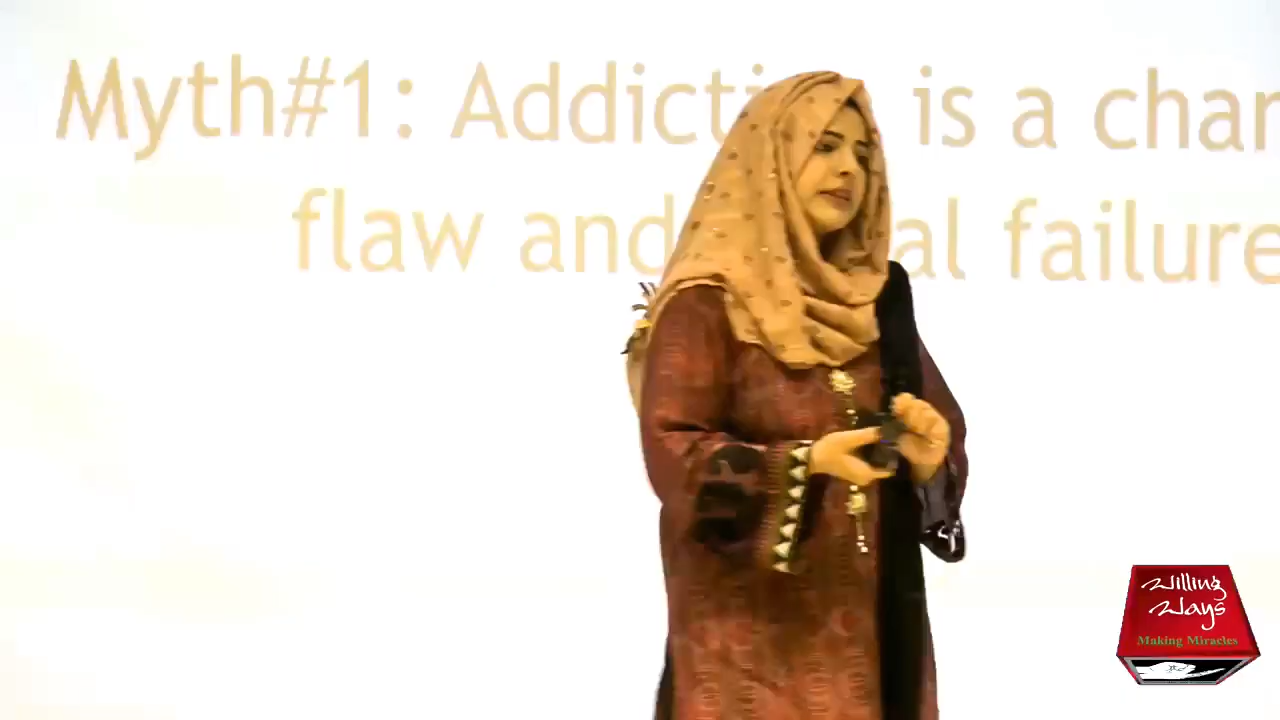 Myth#1: Addicti is a char
flaw and al failure
Willing
Ways
Making Miracles